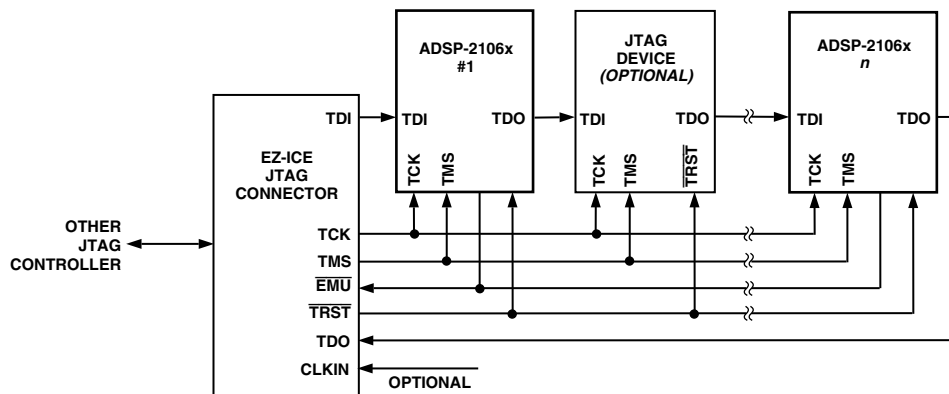 ADSP-2106x
#1
JTAG
DEVICE
(OPTIONAL)
ADSP-2106x
n
TDI
TDI
TDO
TDI
TDO
TDI
TDO
EZ-ICE
JTAG
CONNECTOR
TCK
TMS
TCK
TMS
TRST
TCK
TMS
OTHER
JTAG
CONTROLLER
TCK
TMS
EMU
TRST
TDO
CLKIN
OPTIONAL